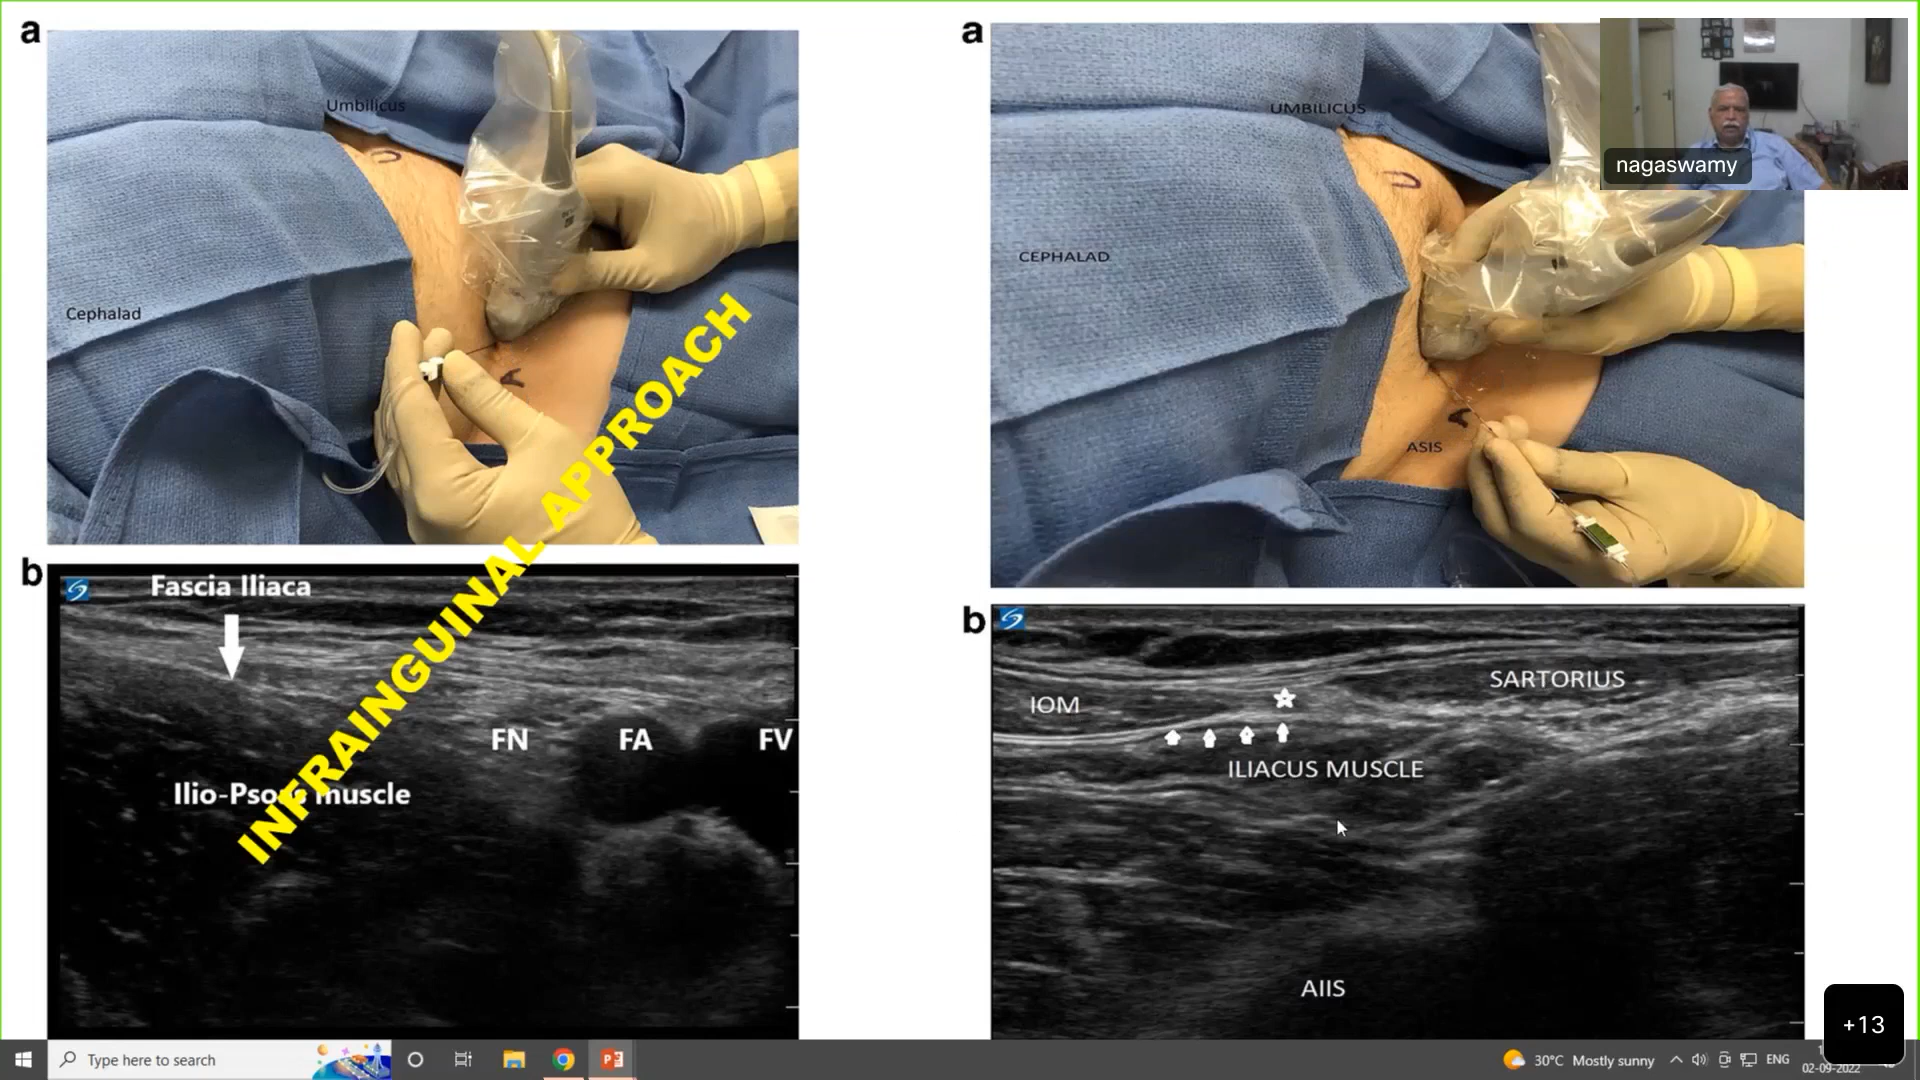 a
Umbilicus
Cephalad
INFRAINGUINAL APPROACH
b
Fascia Iliaca
FN
FA
FV
Ilio-Psoas muscle
a
UMBILICUS
CEPHALAD
ASIS
nagaswamy
b
SARTORIUS
IOM
ILIACUS MUSCLE
AIIS
+13
Type here to search
30°C Mostly sunny
ENG
02-09-2022